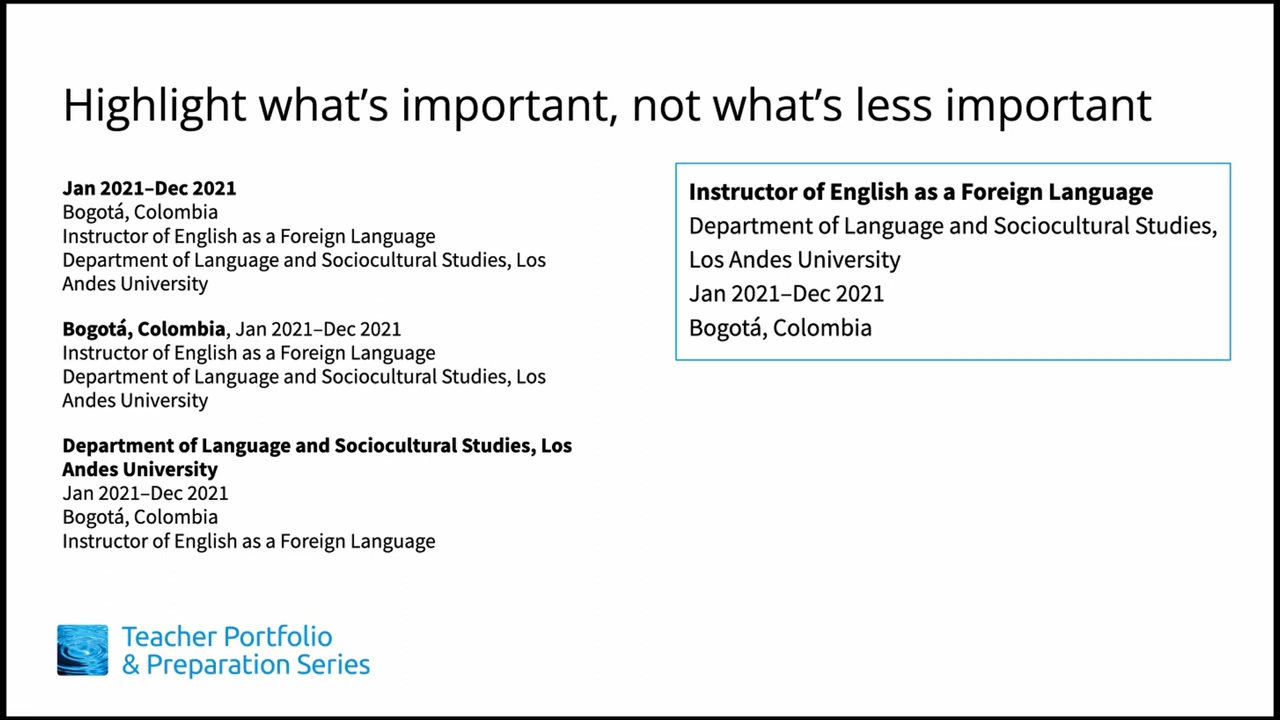 Highlight what’s important, not what’s less important
Jan 2021–Dec 2021
Bogotá, Colombia
Instructor of English as a Foreign Language
Department of Language and Sociocultural Studies, Los
Andes University
Bogotá, Colombia, Jan 2021–Dec 2021
Instructor of English as a Foreign Language
Department of Language and Sociocultural Studies, Los
Andes University
Department of Language and Sociocultural Studies, Los
Andes University
Jan 2021–Dec 2021
Bogotá, Colombia
Instructor of English as a Foreign Language
Instructor of English as a Foreign Language
Department of Language and Sociocultural Studies,
Los Andes University
Jan 2021–Dec 2021
Bogotá, Colombia
Teacher Portfolio
& Preparation Series